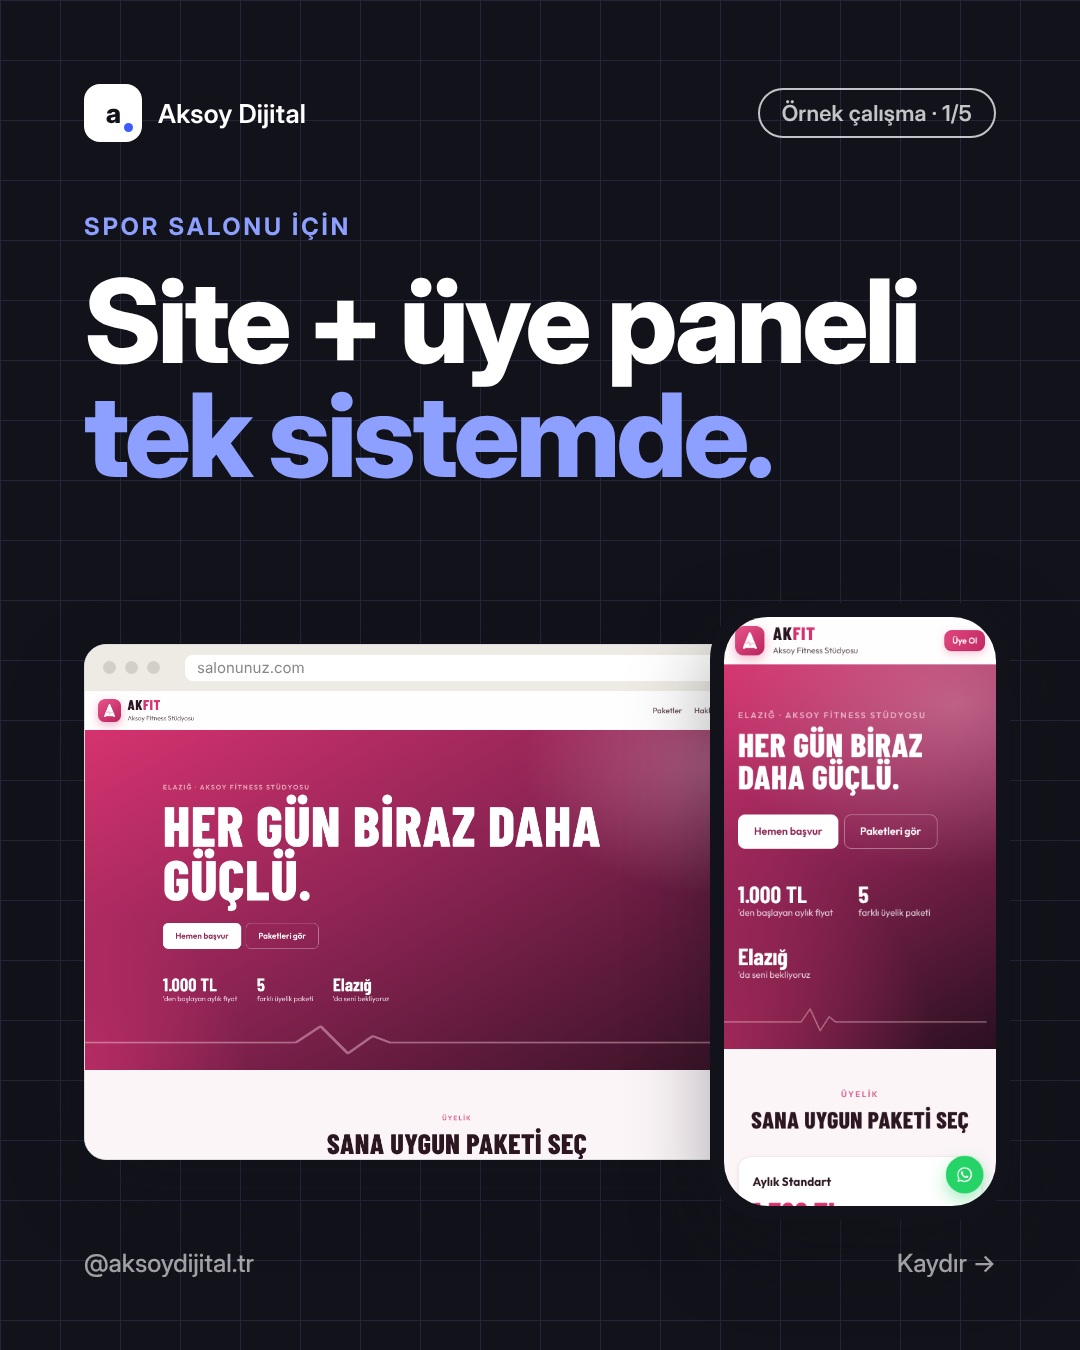 a
Aksoy Dijital
Örnek çalışma · 1/5
SPOR SALONU İÇİN
Site + üye paneli
tek sistemde.
salonunuz.com
AKFIT
Aksoy Fitness Stüdyosu
Paketler
ELAZIĞ · AKSOY FİTNESS STÜDYOSU
HER GÜN BİRAZ DAHA
GÜÇLÜ.
Hemen başvur
Paketleri gör
1.000 TL
5
Elazığ
'den başlayan aylık fiyat
farklı üyelik paketi
'da seni bekliyoruz
ÜYELİK
SANA UYGUN PAKETİ SEÇ
AKFIT
Aksoy Fitness Stüdyosu
Üye Ol
ELAZIĞ · AKSOY FİTNESS STÜDYOSU
HER GÜN BİRAZ
DAHA GÜÇLÜ.
Hemen başvur
Paketleri gör
1.000 TL
5
'den başlayan aylık fiyat
farklı üyelik paketi
Elazığ
'da seni bekliyoruz
ÜYELİK
SANA UYGUN PAKETİ SEÇ
Aylık Standart
@aksoydijital.tr
Kaydır →